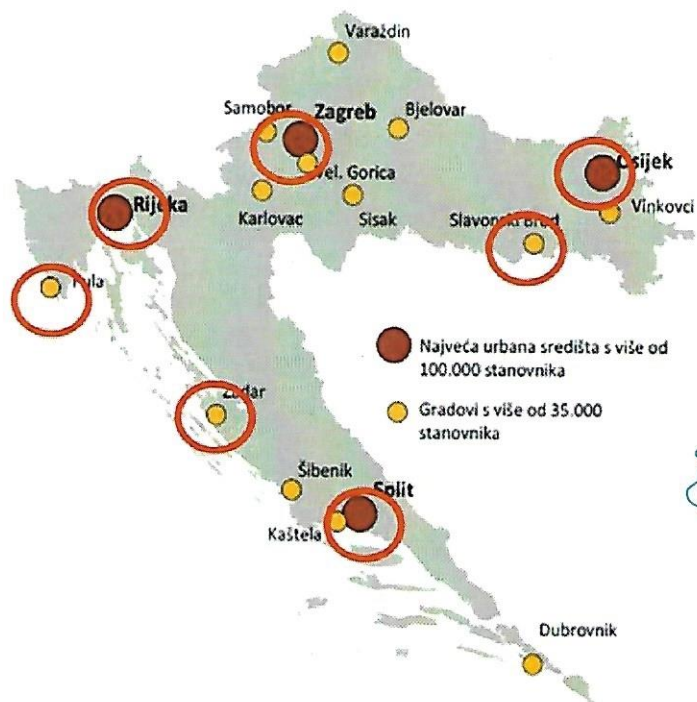 Varaždin
Samobor
Zagreb
Bjelovar
Vel. Gorica
Osijek
Rijeka
Karlovac
Sisak
Slavonski Brod
Vinkovci
Pula
Najveća urbana središta s više od
100.000 stanovnika
Zadar
Gradovi s više od 35.000
stanovnika
Šibenik
Split
Kaštela
Dubrovnik